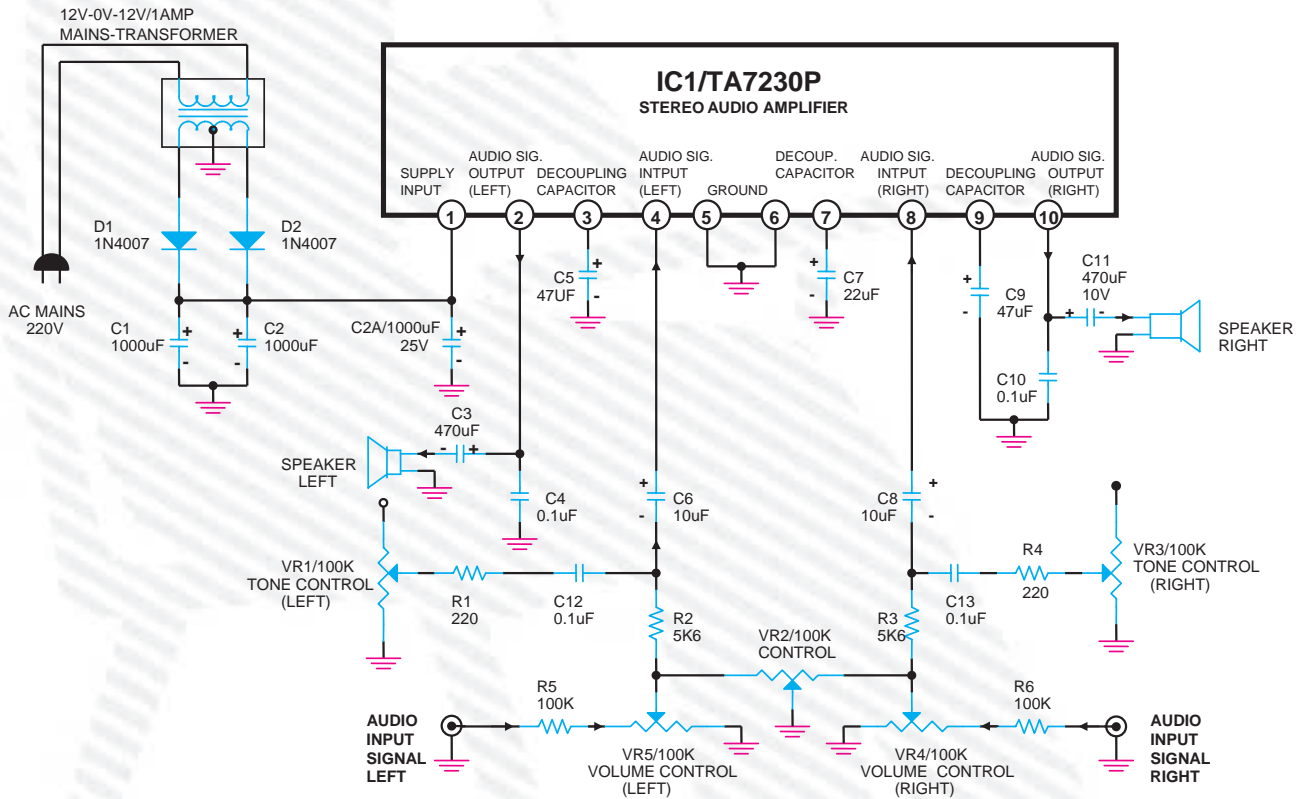 12V-0V-12V/1AMP
MAINS-TRANSFORMER
IC1/TA7230P
STEREO AUDIO AMPLIFIER
SUPPLY
INPUT
AUDIO SIG.
OUTPUT
(LEFT)
DECOUPLING
CAPACITOR
AUDIO SIG.
INTPUT
(LEFT)
GROUND
DECOUP.
CAPACITOR
AUDIO SIG.
INTPUT
(RIGHT)
DECOUPLING
CAPACITOR
AUDIO SIG.
OUTPUT
(RIGHT)
1
2
3
4
5
6
7
8
9
10
D1
1N4007
D2
1N4007
AC MAINS
220V
C1
1000uF
+
-
C2
1000uF
+
-
C2A/1000uF
25V
+
-
C5
47UF
+
-
C7
22uF
+
-
C9
47uF
+
-
C11
470uF
10V
+ -
SPEAKER
RIGHT
C10
0.1uF
C3
470uF
- +
SPEAKER
LEFT
C4
0.1uF
C6
10uF
+
-
C8
10uF
+
-
VR1/100K
TONE CONTROL
(LEFT)
R1
220
C12
0.1uF
R2
5K6
VR2/100K
CONTROL
R3
5K6
C13
0.1uF
R4
220
VR3/100K
TONE CONTROL
(RIGHT)
AUDIO
INPUT
SIGNAL
LEFT
R5
100K
VR5/100K
VOLUME CONTROL
(LEFT)
VR4/100K
VOLUME CONTROL
(RIGHT)
R6
100K
AUDIO
INPUT
SIGNAL
RIGHT